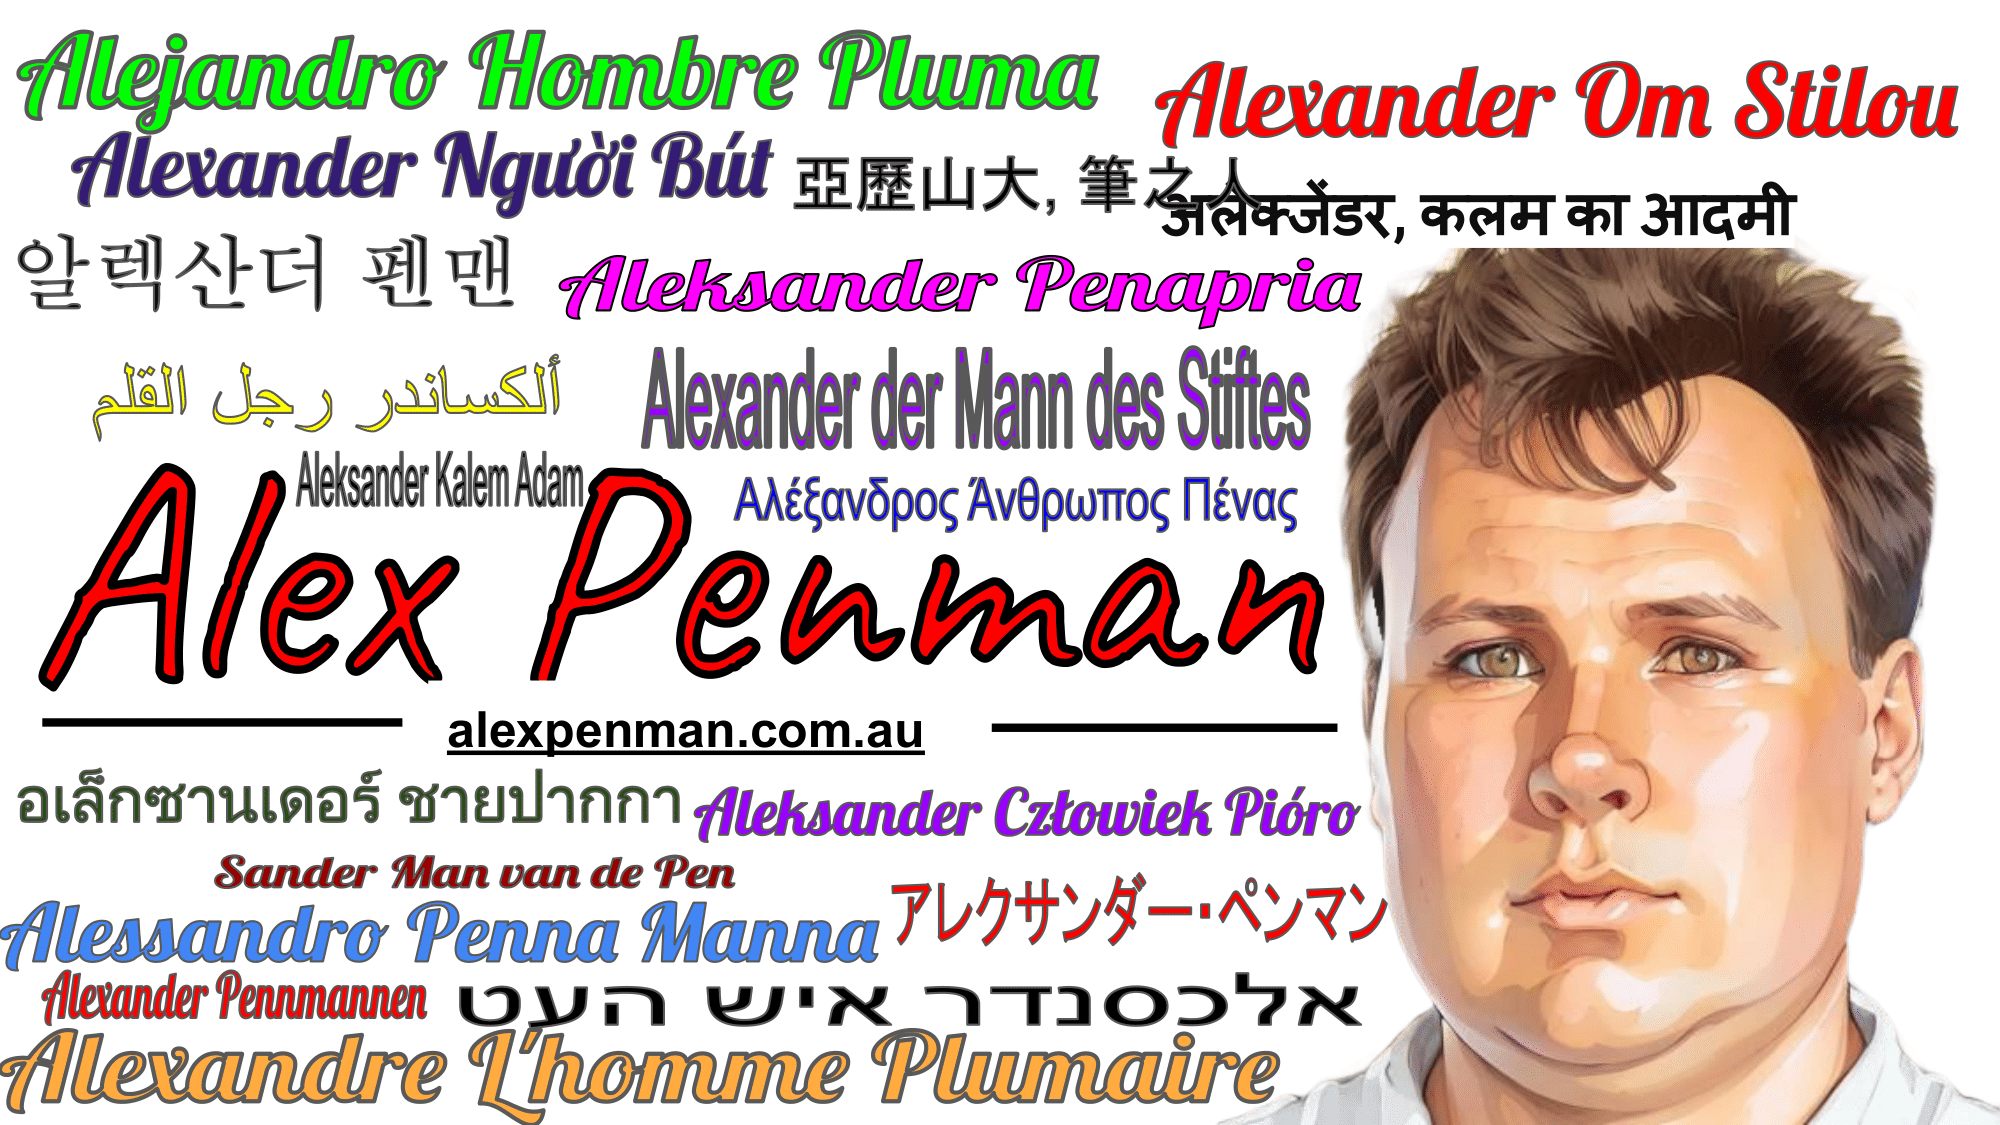 Alejandro Hombre Pluma
Alexander Om Stilou
Alexander Người Bút
亞歷山大, 筆之人
अलेक्जेंडर, कलम का आदमी
알렉산더 펜맨
Aleksander Penapria
ألكساندر رجل القلم
Alexander der Mann des Stiftes
Aleksander Kalem Adam
Αλέξανδρος Άνθρωπος Πένας
Alex Penman
alexpenman.com.au
อเล็กซานเดอร์ ชายปากกา
Aleksander Człowiek Pióro
Sander Man van de Pen
アレクサンダー・ペンマン
Alessandro Penna Manna
Alexander Pennmannen
אלכסנדר איש העט
Alexandre L'homme Plumaire